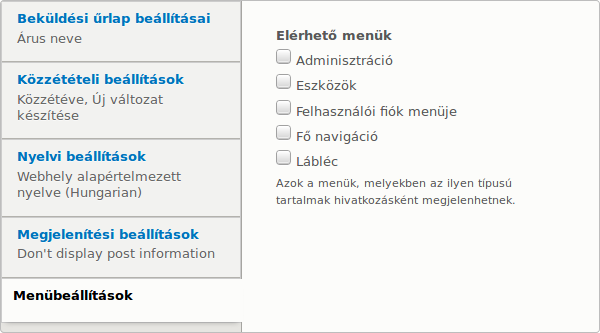 Beküldési űrlap beállításai
Árus neve
Közzétételi beállítások
Közzétéve, Új változat
készítése
Nyelvi beállítások
Webhely alapértelmezett
nyelve (Hungarian)
Megjelenítési beállítások
Don't display post information
Menübeállítások
Elérhető menük
Adminisztráció
Eszközök
Felhasználói fiók menüje
Fő navigáció
Lábléc
Azok a menük, melyekben az ilyen típusú
tartalmak hivatkozásként megjelenhetnek.